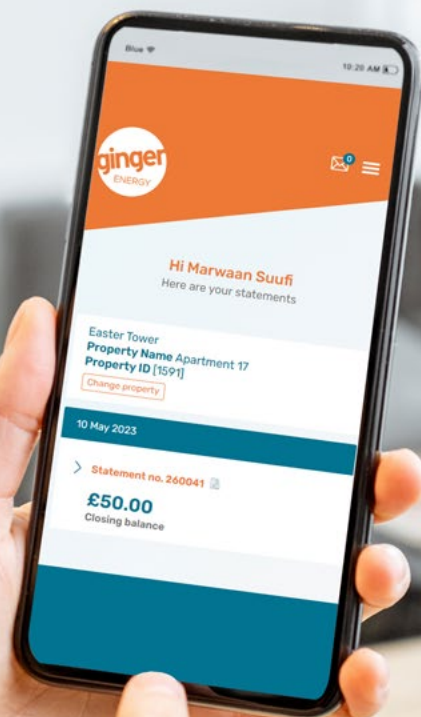 Blue
10:20 AM
ginger
ENERGY
0
Hi Marwaan Suufi
Here are your statements
Easter Tower
Property Name Apartment 17
Property ID [1591]
Change property
10 May 2023
Statement no. 260041
£50.00
Closing balance